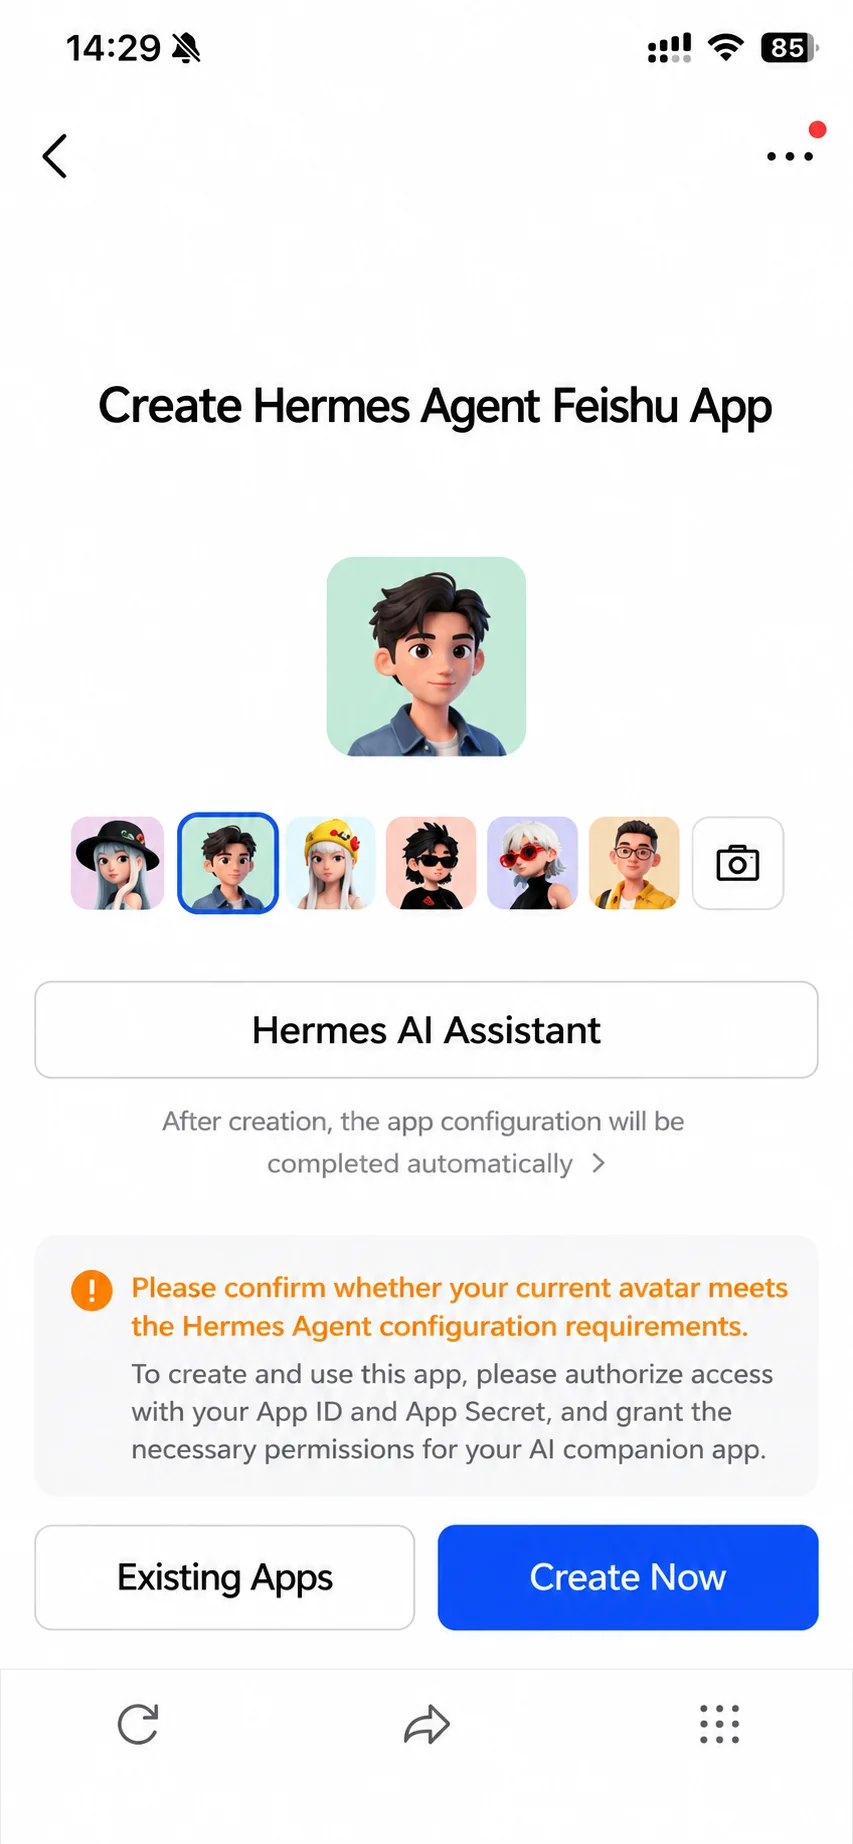 14:29
85
Create Hermes Agent Feishu App
Hermes AI Assistant
After creation, the app configuration will be
completed automatically
Please confirm whether your current avatar meets
the Hermes Agent configuration requirements.
To create and use this app, please authorize access
with your App ID and App Secret, and grant the
necessary permissions for your AI companion app.
Existing Apps
Create Now